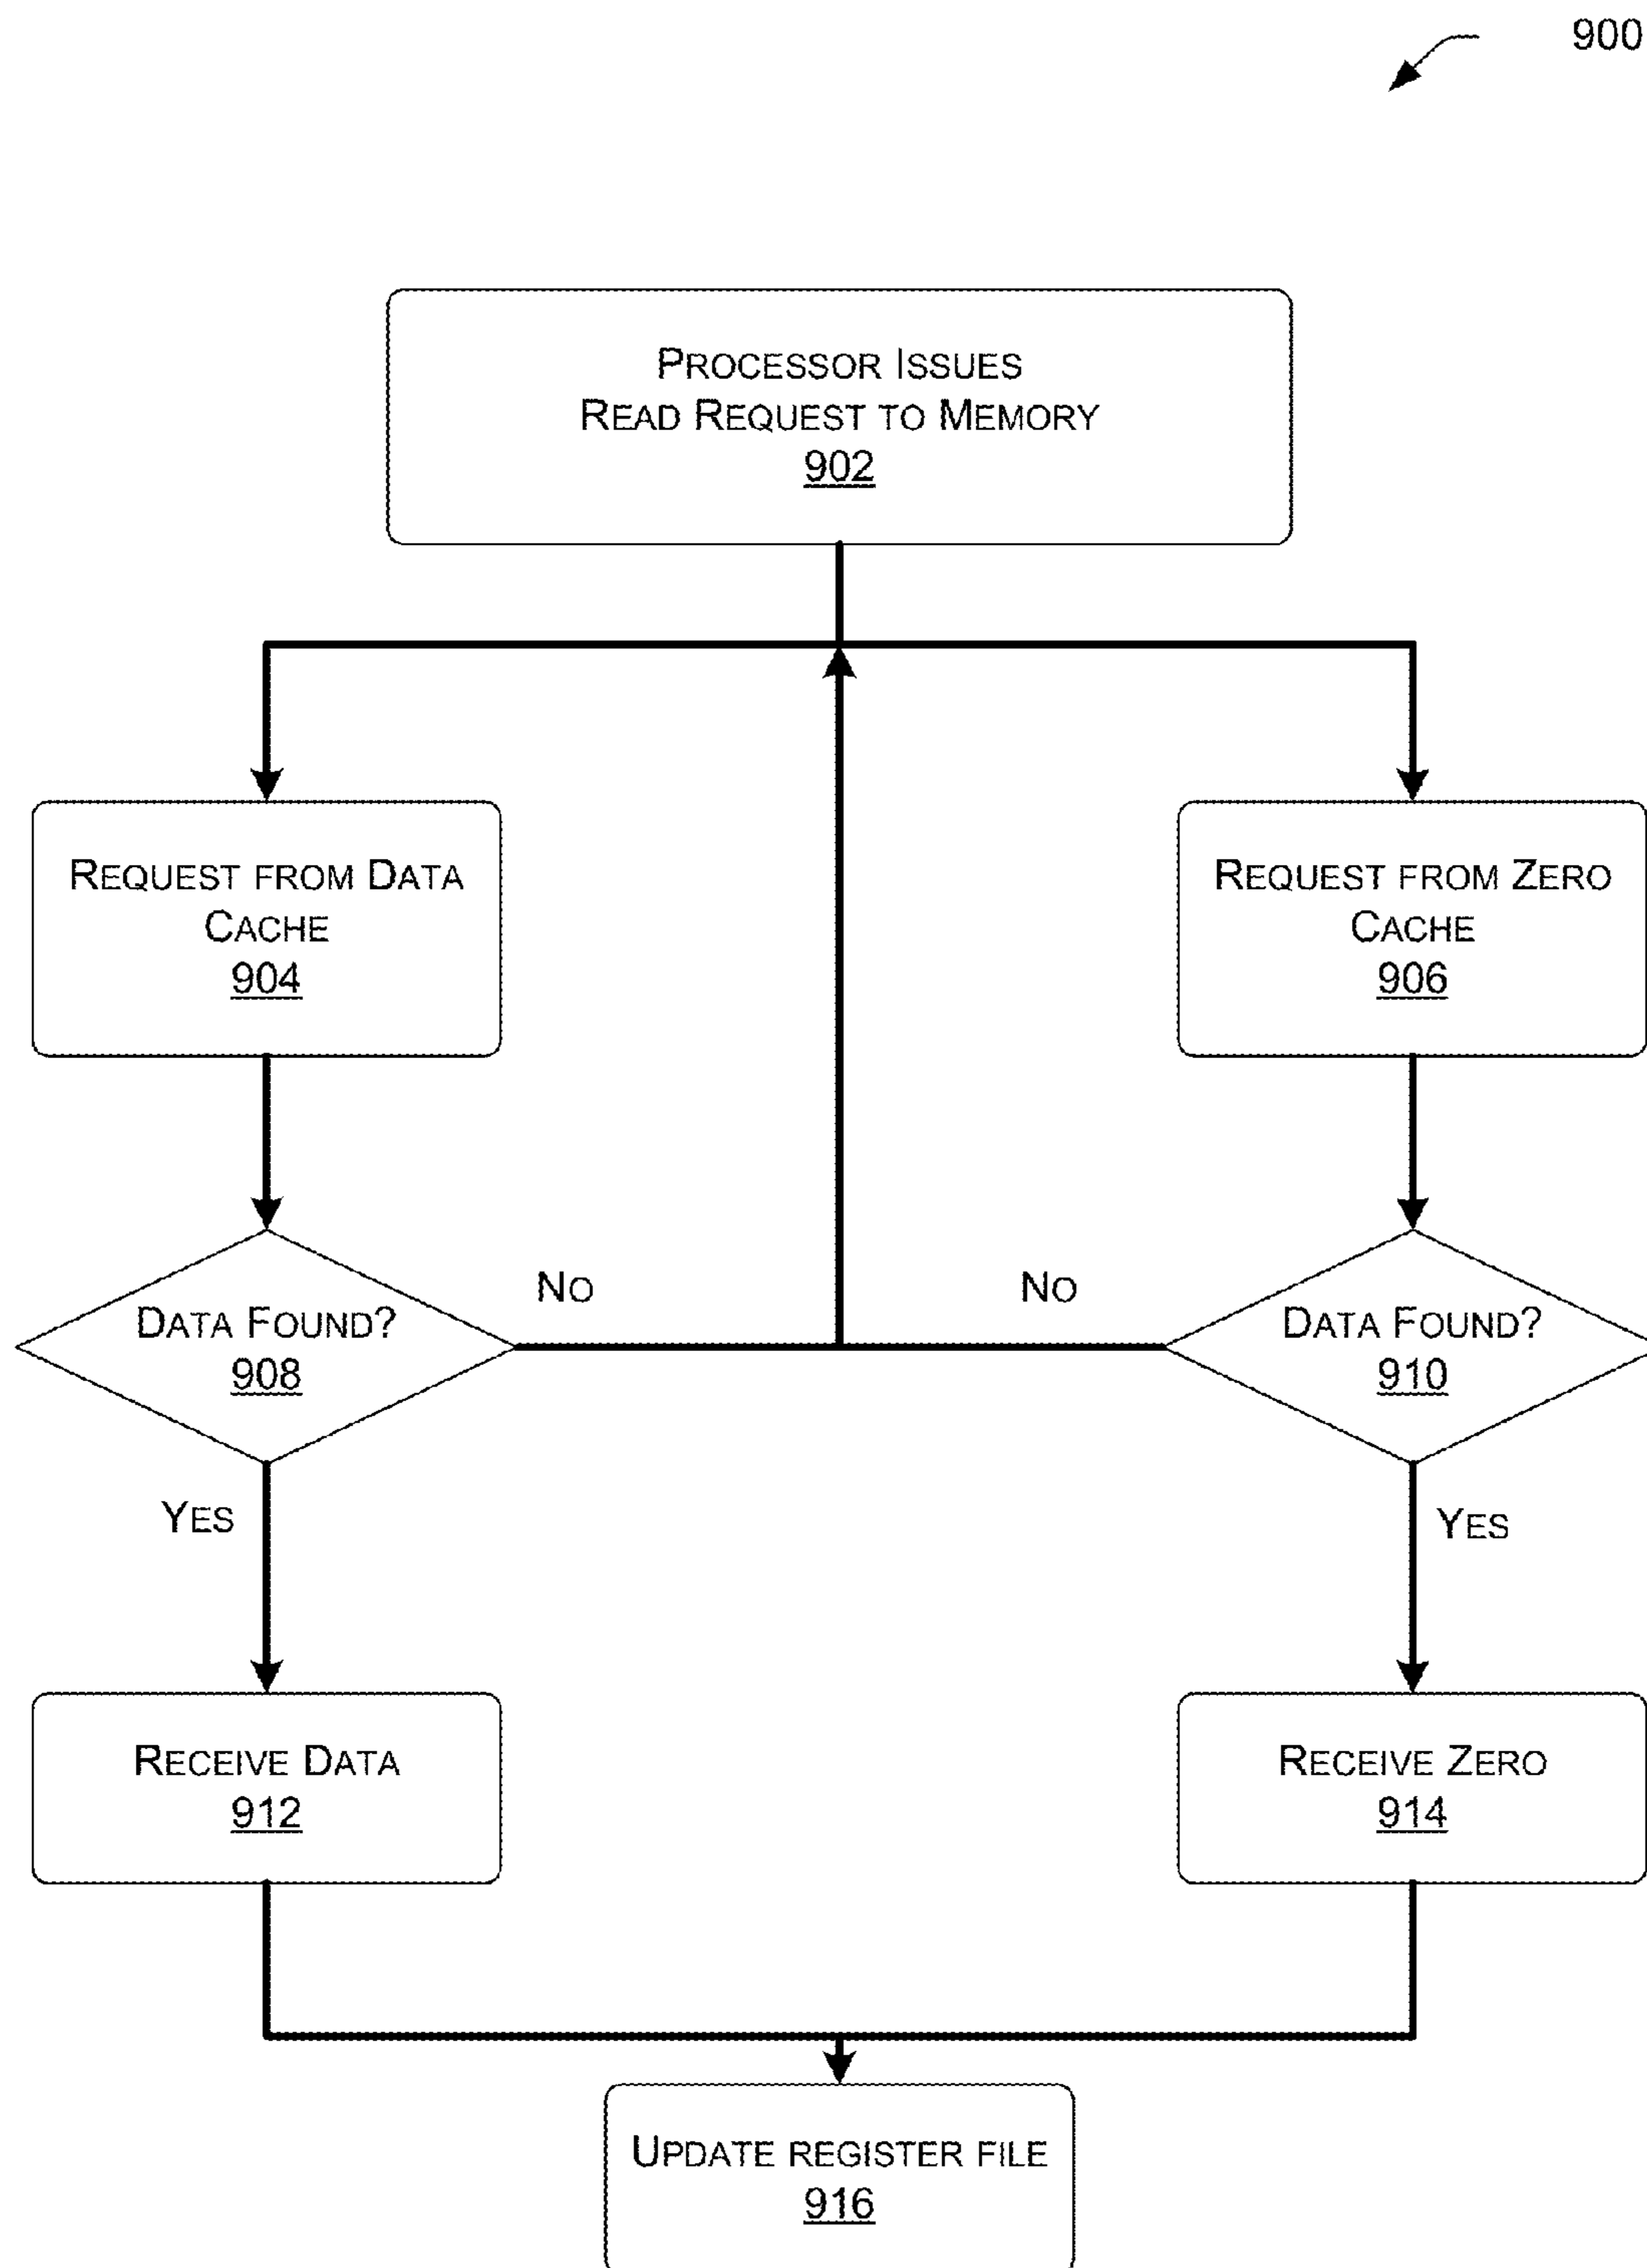 900
Processor Issues
Read Request to Memory
902
Request from Data
Cache
904
Request from Zero
Cache
906
No
No
Data Found?
908
Data Found?
910
Yes
Yes
Receive Data
912
Receive Zero
914
Update register file
916